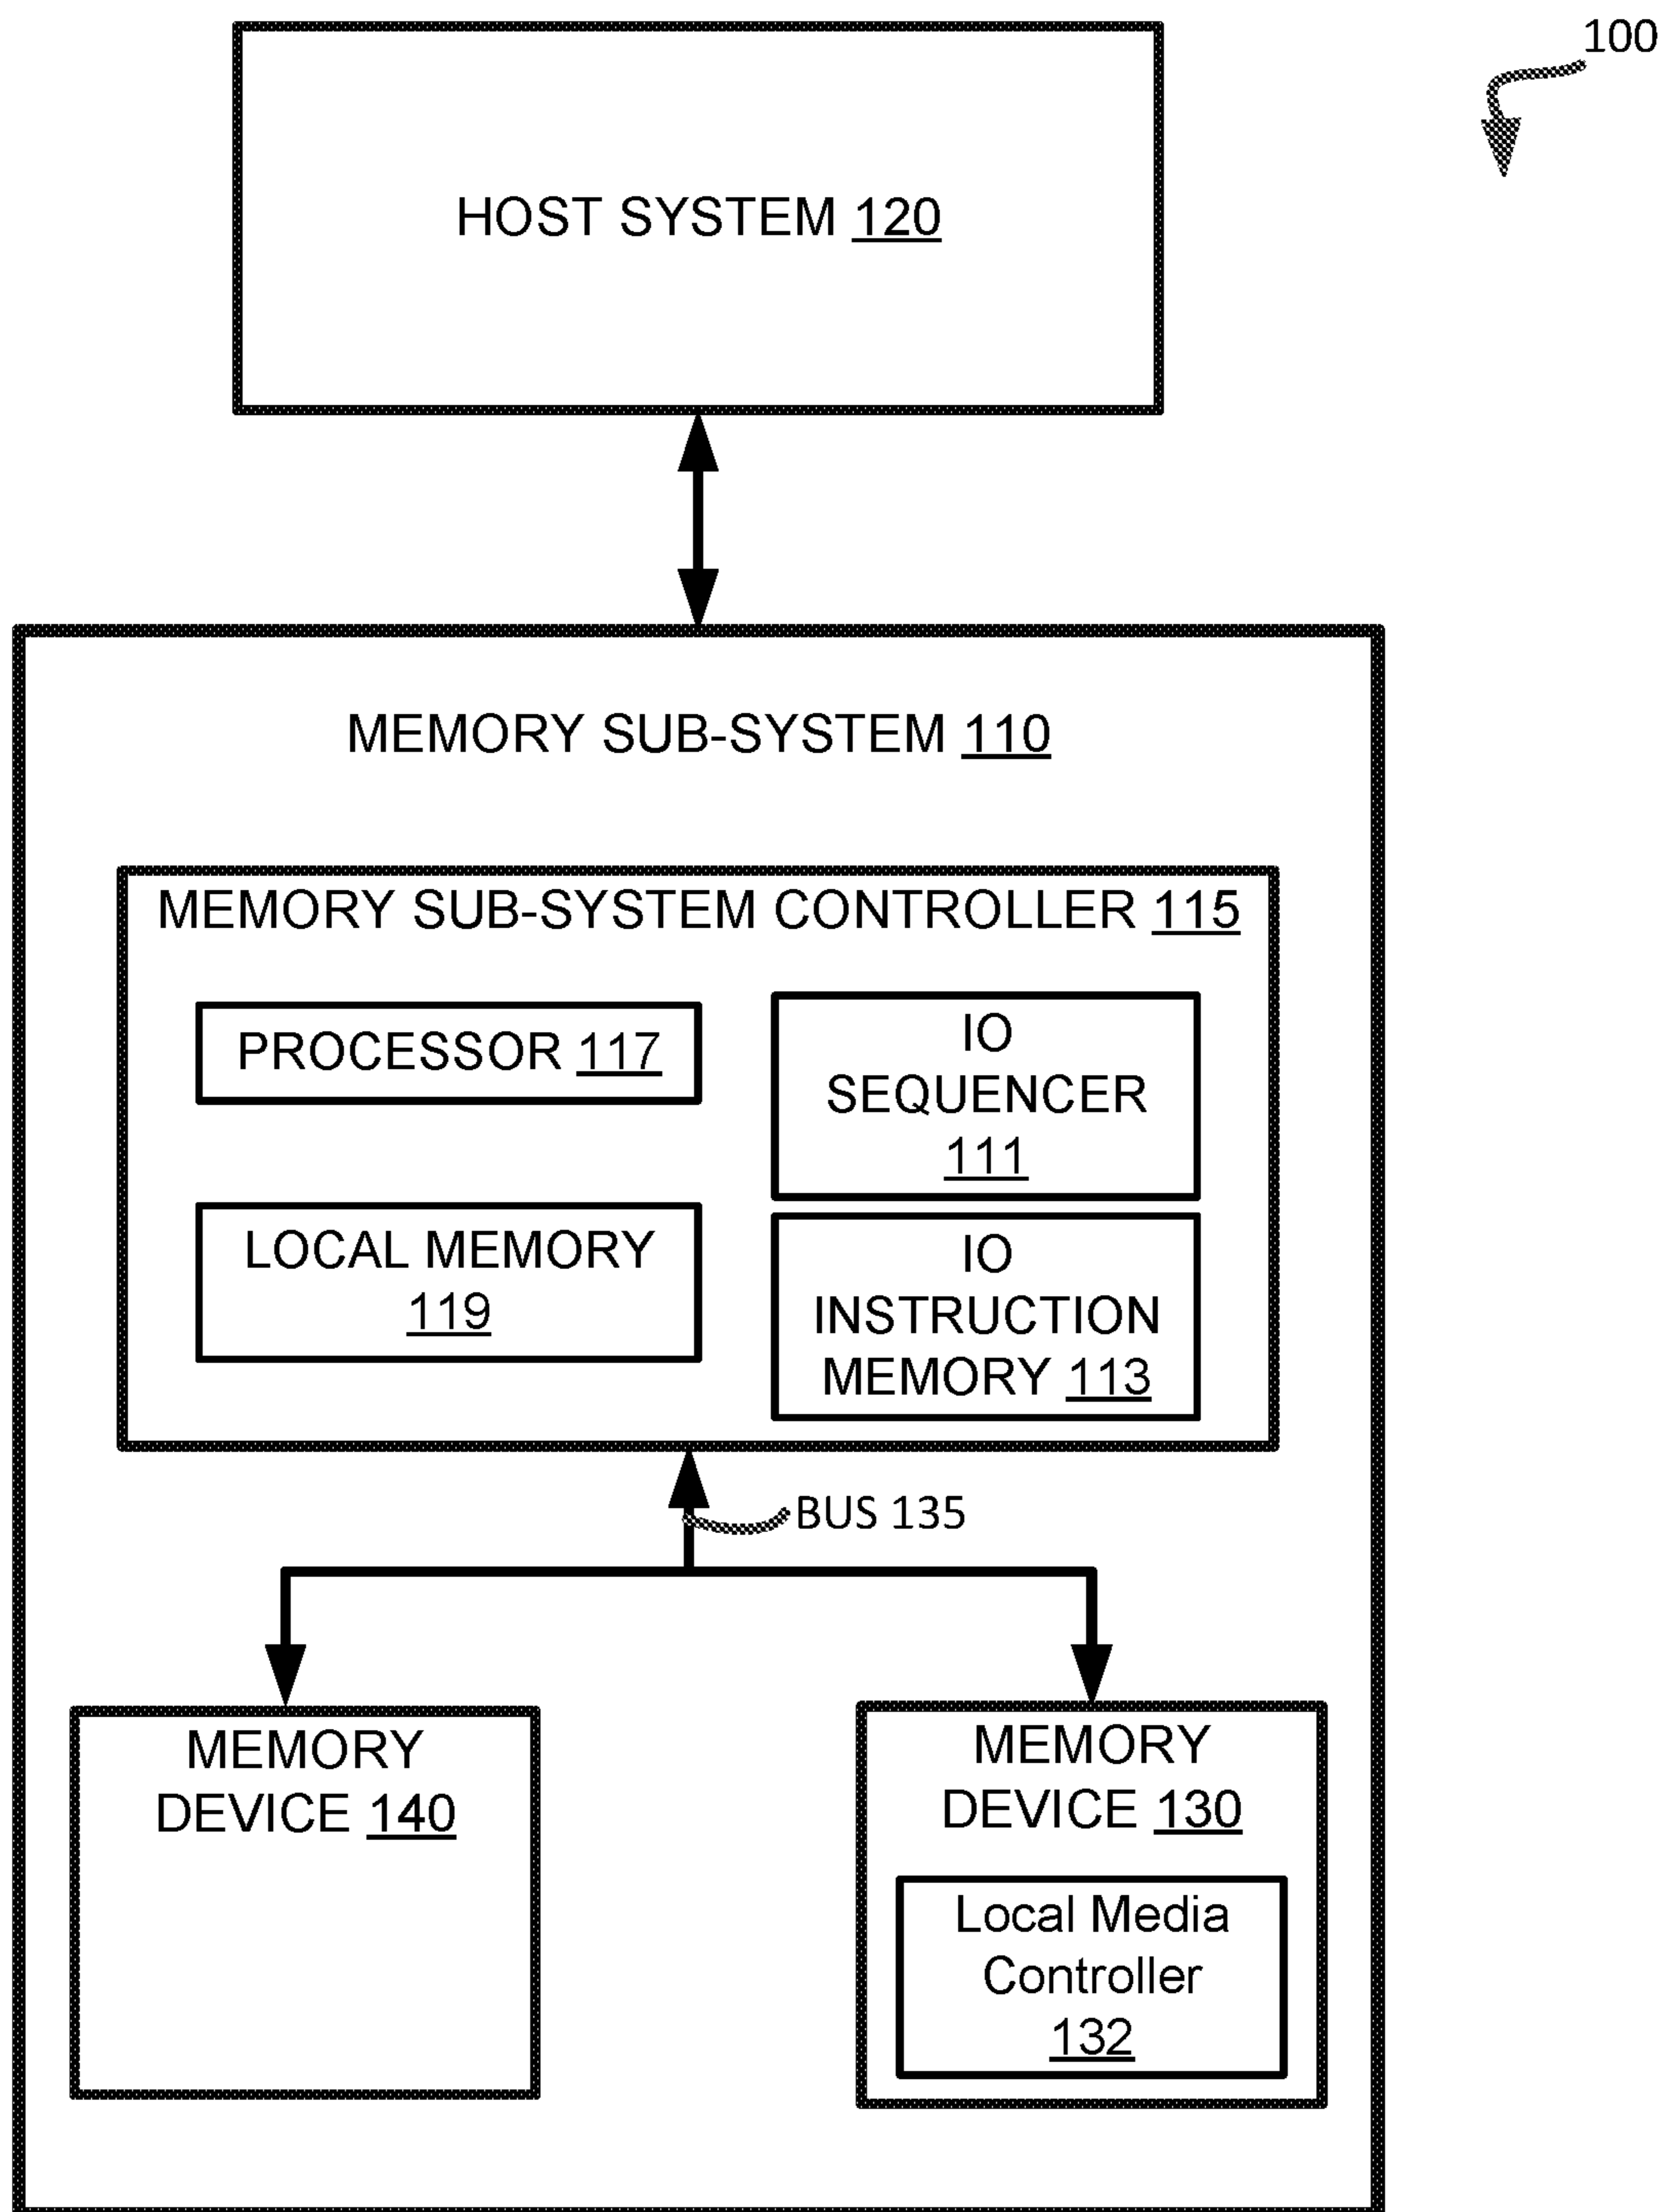 100
HOST SYSTEM 120
MEMORY SUB-SYSTEM 110
MEMORY SUB-SYSTEM CONTROLLER 115
PROCESSOR 117
IO
SEQUENCER
111
LOCAL MEMORY
119
IO
INSTRUCTION
MEMORY 113
BUS 135
MEMORY
DEVICE 140
MEMORY
DEVICE 130
Local Media
Controller
132